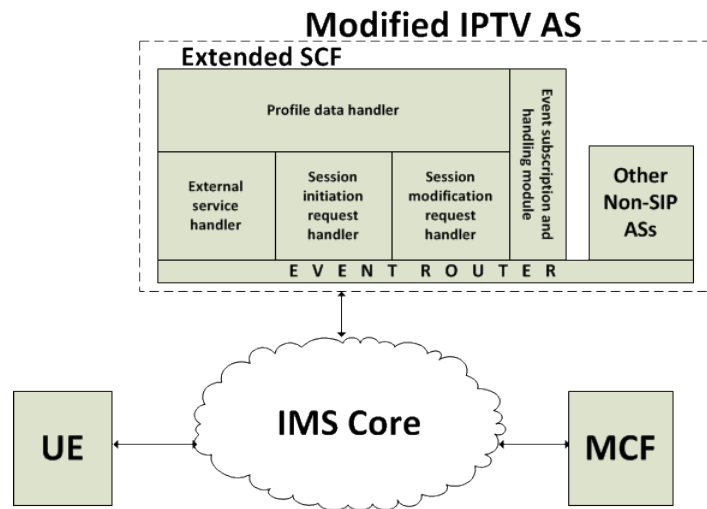 Modified IPTV AS
Extended SCF
Profile data handler
Event subscription and
handling module
External
service
handler
Session
initiation
request
handler
Session
modification
request
handler
Other
Non-SIP
ASs
E V E N T R O U T E R
UE
IMS Core
MCF